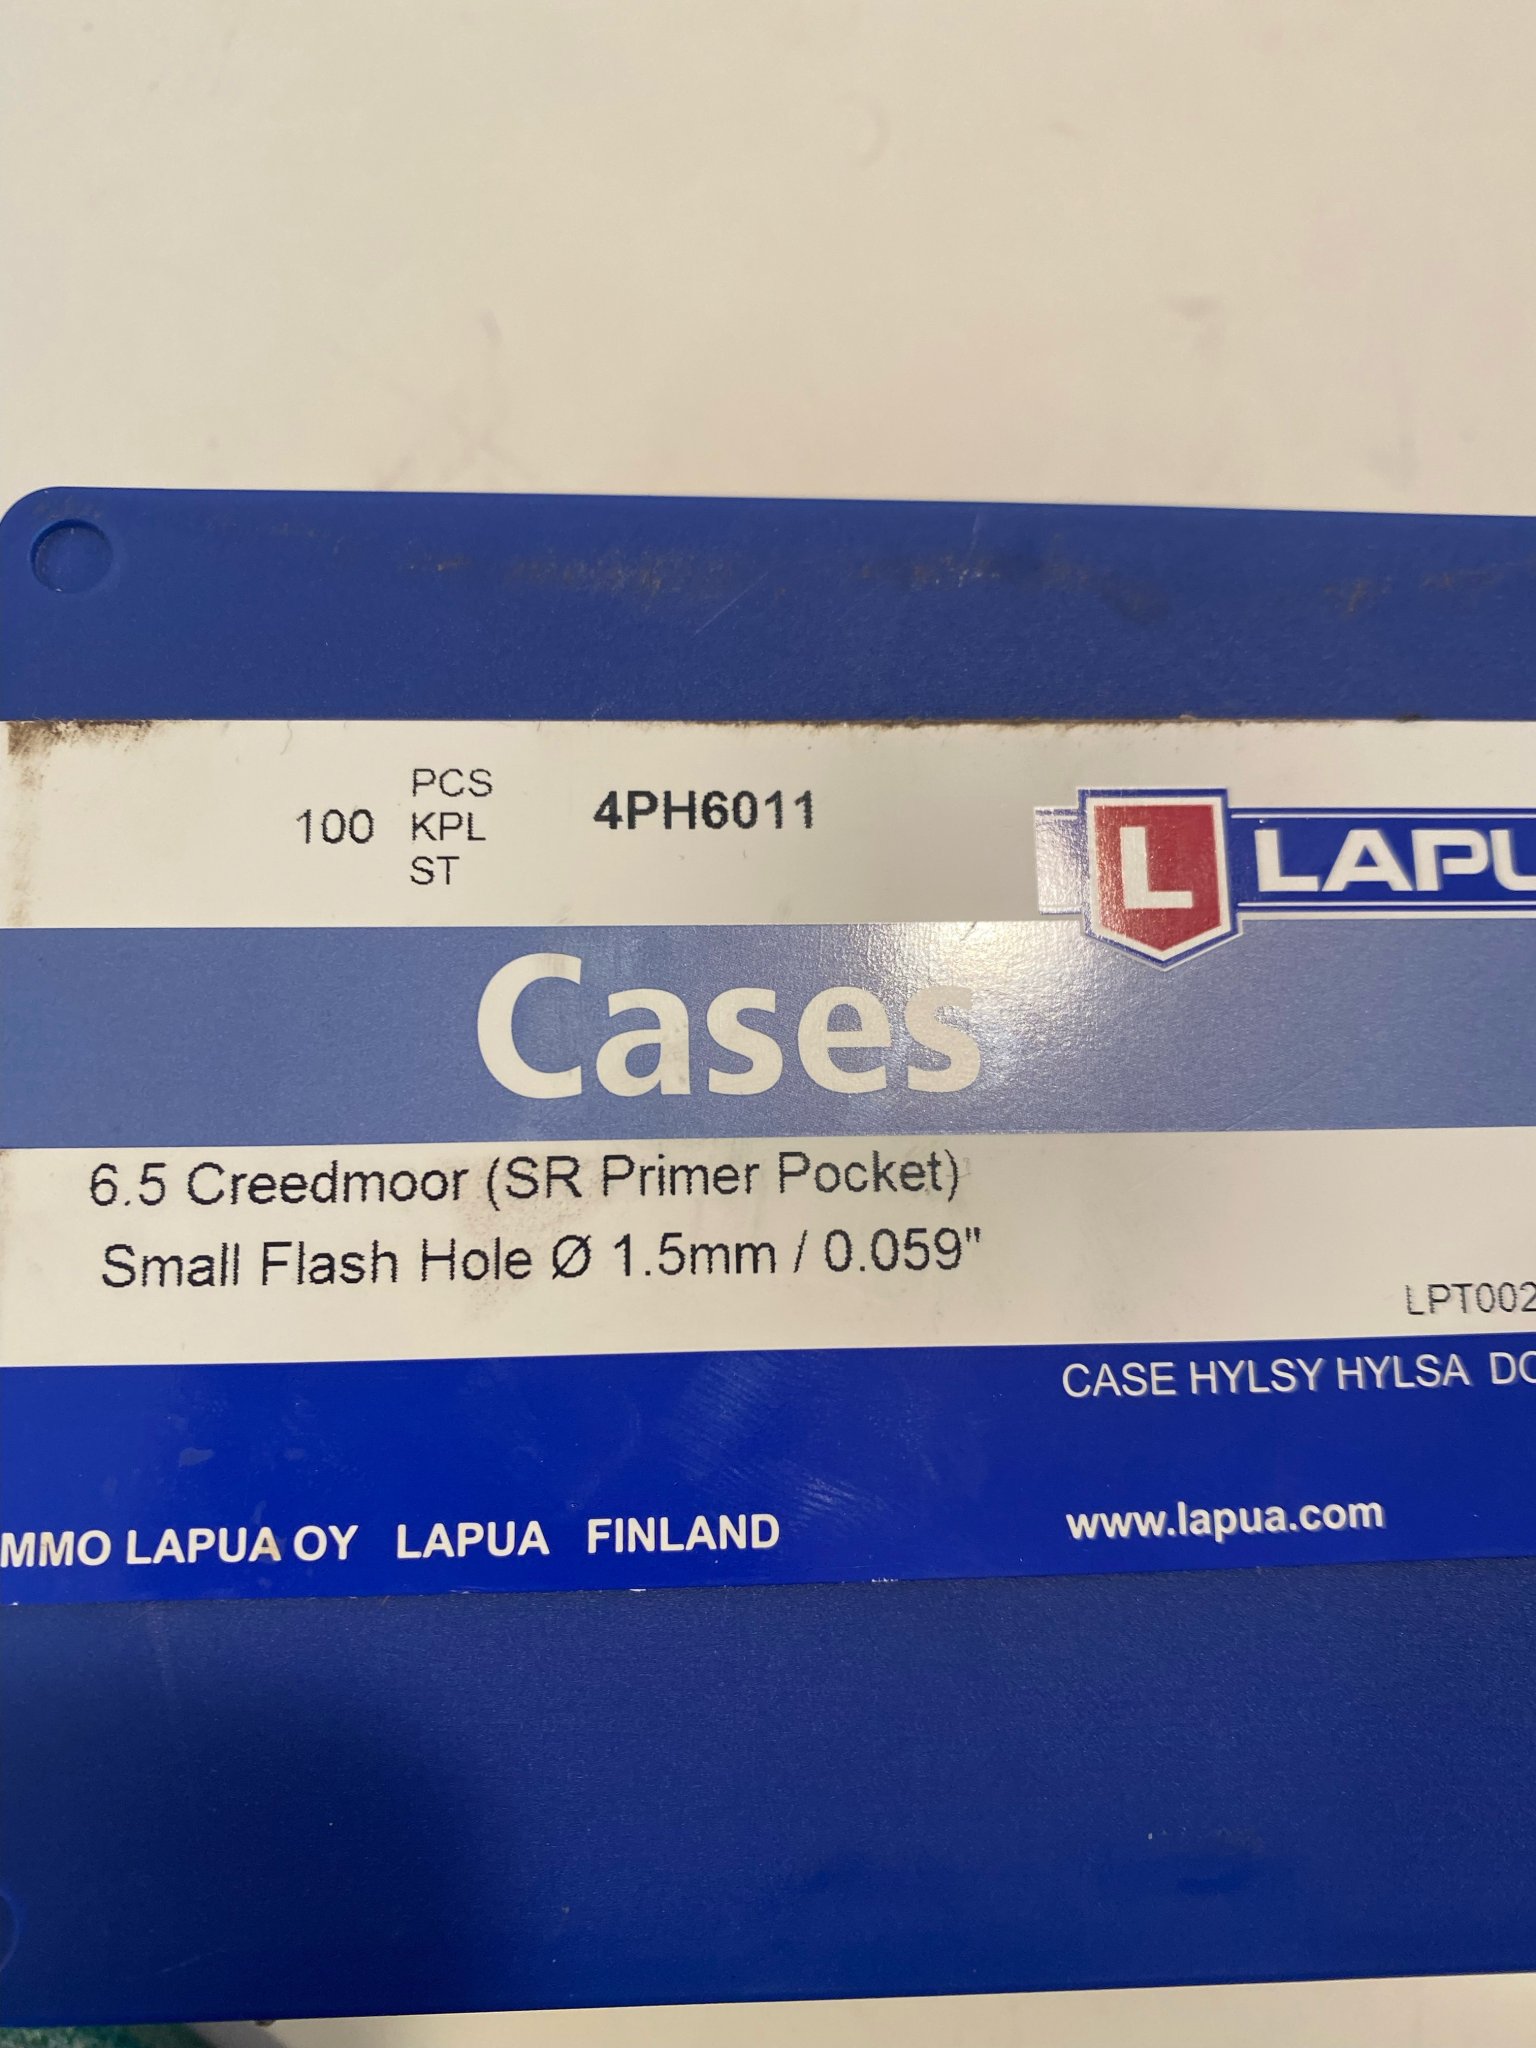 100 PCS KPL ST 4PH6011
L LAPU
Cases
6.5 Creedmoor (SR Primer Pocket)
Small Flash Hole Ø 1.5mm / 0.059"
LPT002
CASE HYLSY HYLSA DO
MMO LAPUA OY LAPUA FINLAND
www.lapua.com